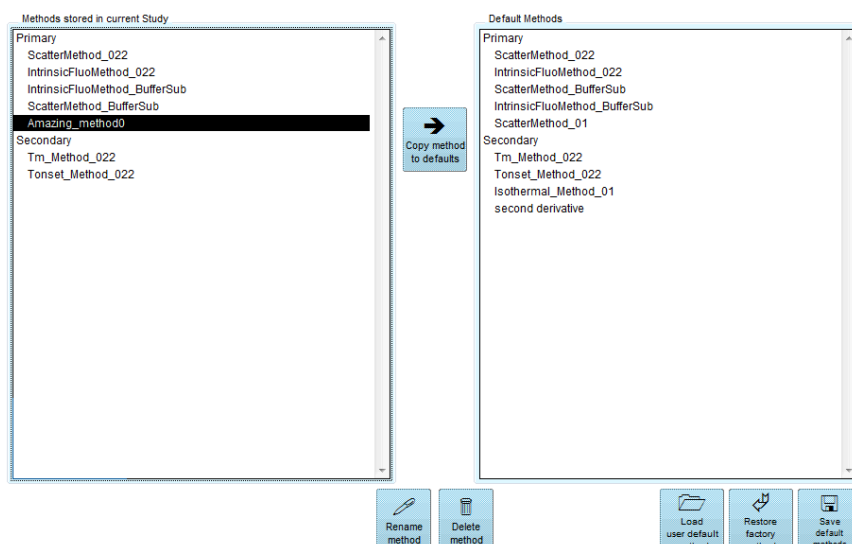 Methods stored in current Study
Primary
ScatterMethod_022
IntrinsicFluoMethod_022
IntrinsicFluoMethod_BufferSub
ScatterMethod_BufferSub
Amazing_method0
Secondary
Tm_Method_022
Tonset_Method_022
Copy method
to defaults
Default Methods
Primary
ScatterMethod_022
IntrinsicFluoMethod_022
ScatterMethod_BufferSub
IntrinsicFluoMethod_BufferSub
ScatterMethod_01
Secondary
Tm_Method_022
Tonset_Method_022
Isothermal_Method_01
second derivative
Rename
method
Delete
method
Load
user default
Restore
factory
Save
default
methods